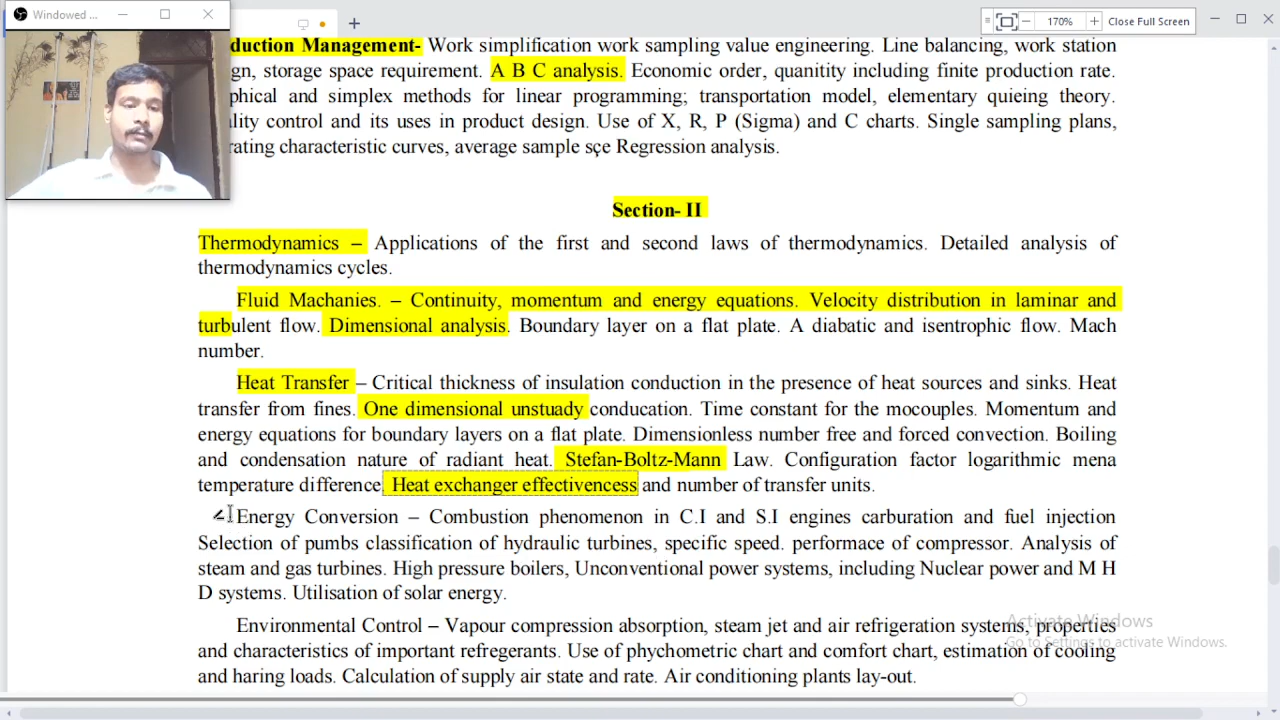 Windowed
170%
Close Full Screen
duction Management- Work simplification work sampling value engineering. Line balancing, work station
gn, storage space requirement. A B C analysis. Economic order, quanitity including finite production rate.
phical and simplex methods for linear programming; transportation model, elementary quieing theory.
lity control and its uses in product design. Use of X, R, P (Sigma) and C charts. Single sampling plans,
rating characteristic curves, average sample sçe Regression analysis.
Section- II
Thermodynamics – Applications of the first and second laws of thermodynamics. Detailed analysis of
thermodynamics cycles.
Fluid Machanies. – Continuity, momentum and energy equations. Velocity distribution in laminar and
turbulent flow. Dimensional analysis. Boundary layer on a flat plate. A diabatic and isentrophic flow. Mach
number.
Heat Transfer – Critical thickness of insulation conduction in the presence of heat sources and sinks. Heat
transfer from fines. One dimensional unstuady conducation. Time constant for the mocouples. Momentum and
energy equations for boundary layers on a flat plate. Dimensionless number free and forced convection. Boiling
and condensation nature of radiant heat. Stefan-Boltz-Mann Law. Configuration factor logarithmic mena
temperature difference. Heat exchanger effectivencess and number of transfer units.
Energy Conversion – Combustion phenomenon in C.I and S.I engines carburation and fuel injection
Selection of pumbs classification of hydraulic turbines, specific speed. performace of compressor. Analysis of
steam and gas turbines. High pressure boilers, Unconventional power systems, including Nuclear power and M H
D systems. Utilisation of solar energy.
Environmental Control – Vapour compression absorption, steam jet and air refrigeration systems, properties
and characteristics of important refregerants. Use of phychometric chart and comfort chart, estimation of cooling
and haring loads. Calculation of supply air state and rate. Air conditioning plants lay-out.
Activate Windows
Go to Settings to activate Windows.